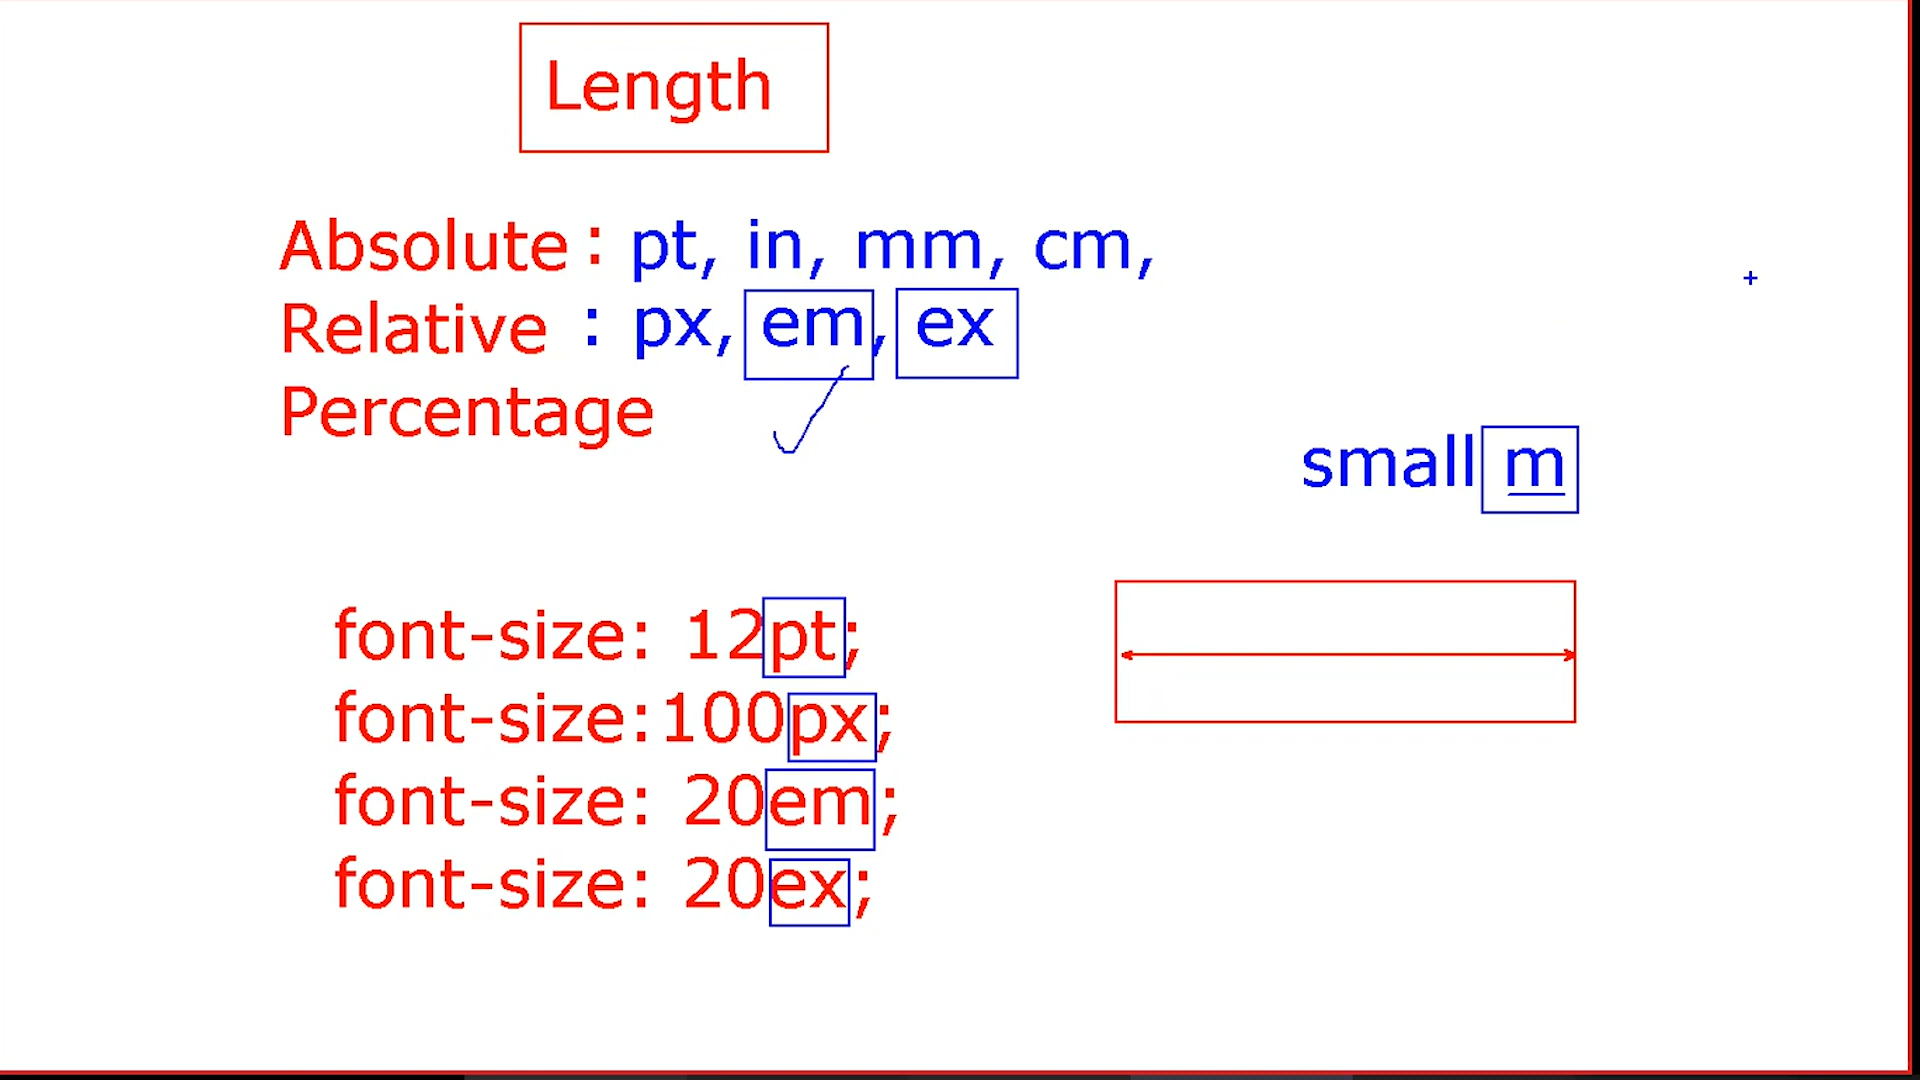 Length
Absolute : pt, in, mm, cm,
Relative : px, em, ex
Percentage
small m
font-size: 12pt;
font-size:100px;
font-size: 20em;
font-size: 20ex;